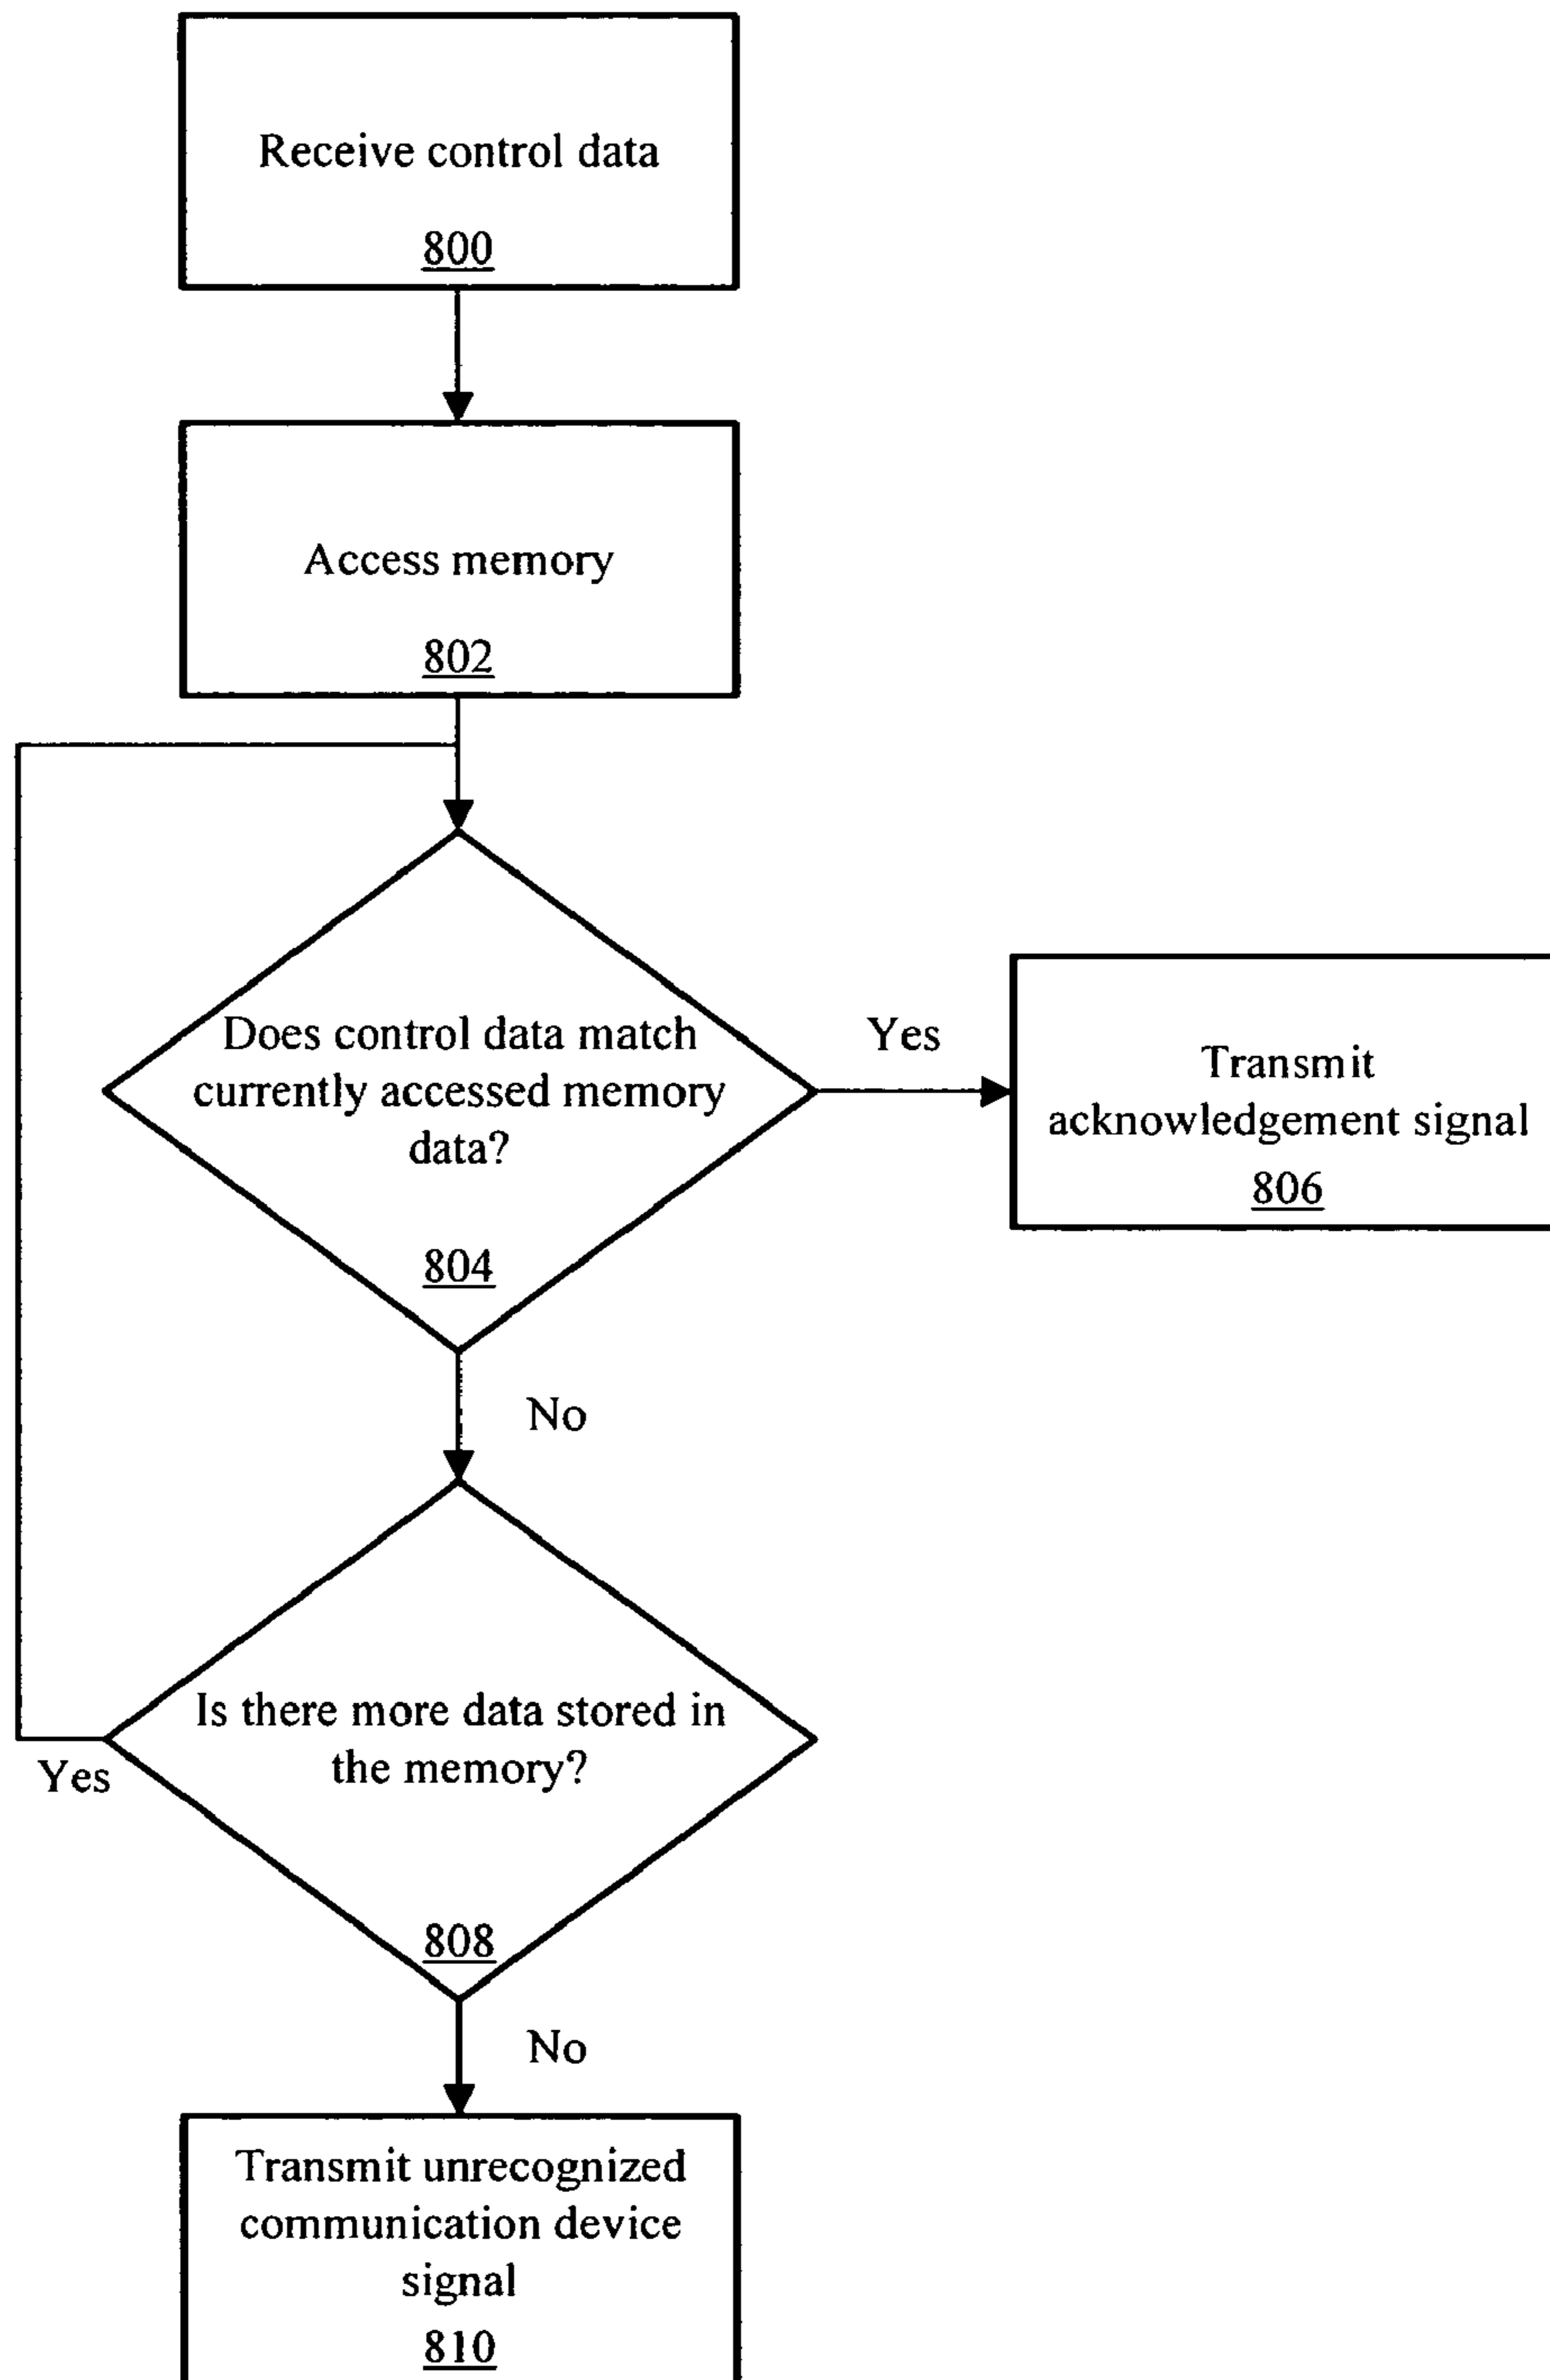 Receive control data
800
Access memory
802
Does control data match
currently accessed memory
data?
804
Yes
Transmit
acknowledgement signal
806
No
Is there more data stored in
the memory?
808
Yes
No
Transmit unrecognized
communication device
signal
810